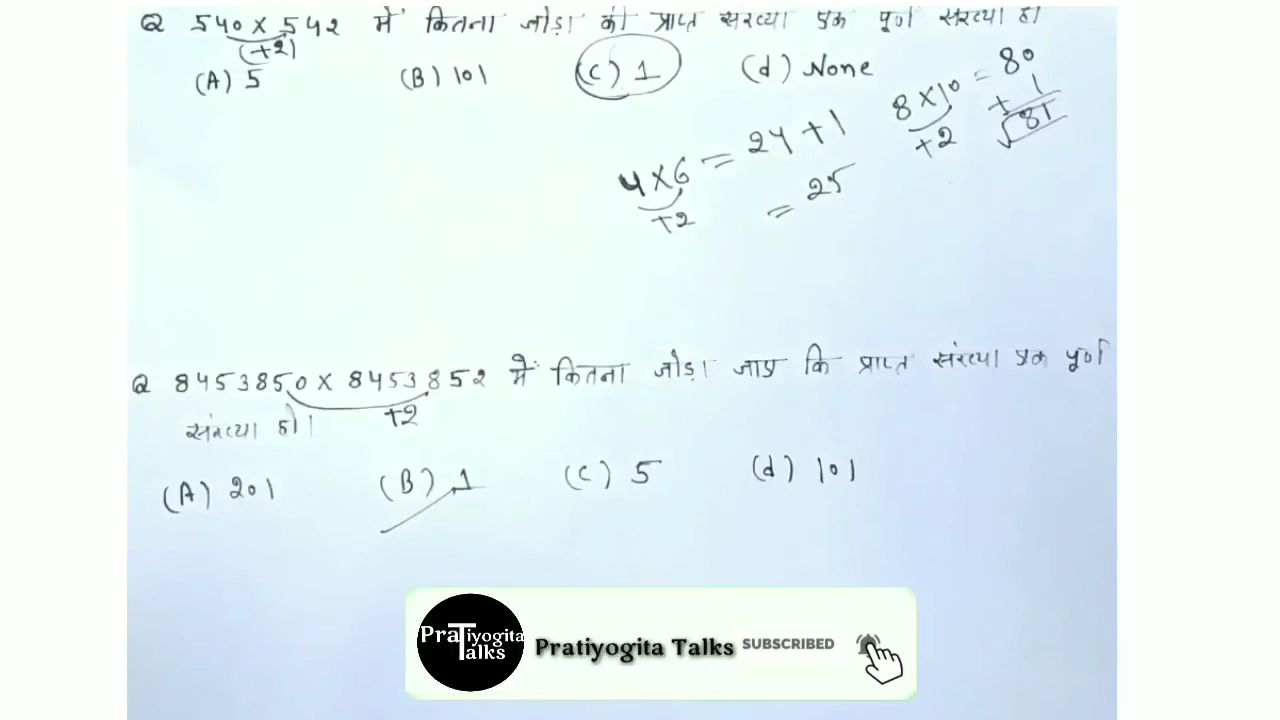 Q 540 x 542 में कितना जोड़ा की प्राप्त संख्या एक पूर्ण संख्या हो
(+2)
(A) 5 (B) 101 (C) 1 (d) None
4 x 6 = 24 + 1
+2
= 25
8 x 10 = 80
+2
+ 1
√81
Q 8453850 x 8453852 में कितना जोड़ा जाए कि प्राप्त संख्या एक पूर्ण
+2
संख्या हो।
(A) 201 (B) 1 (C) 5 (d) 101
PraTiyogita Talks
Pratiyogita Talks SUBSCRIBED